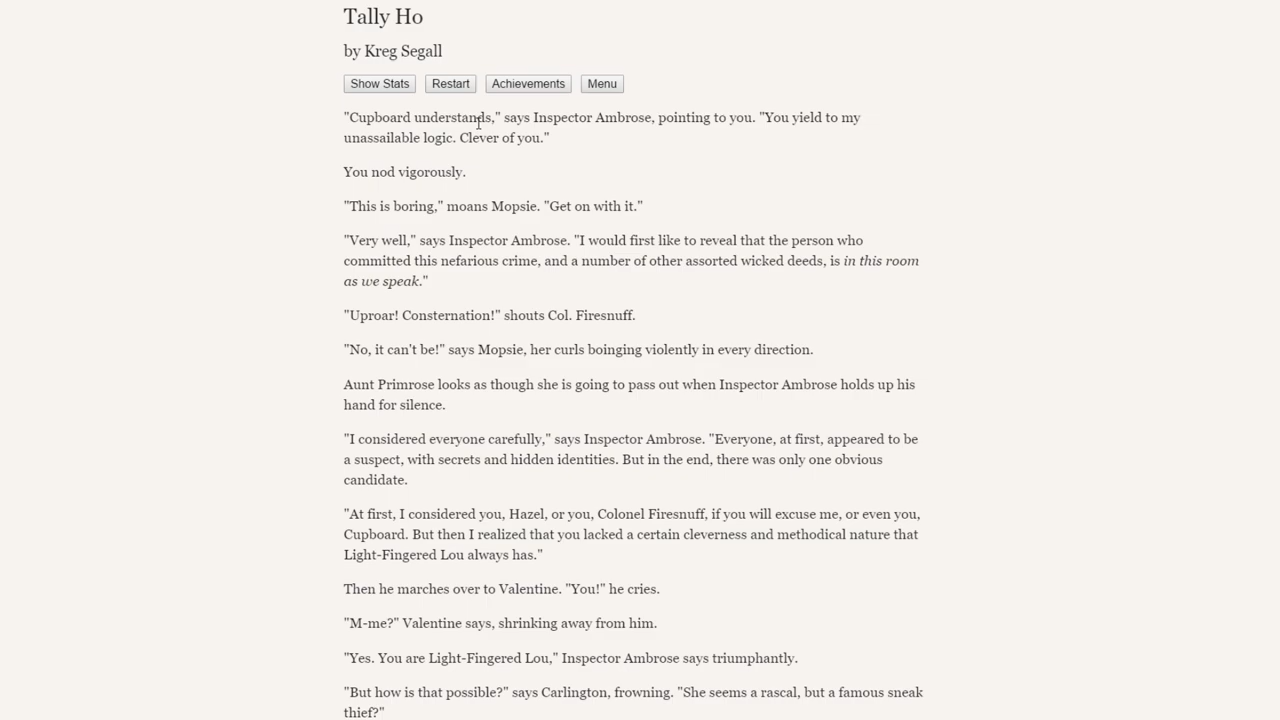 Tally Ho
by Kreg Segall
Show Stats Restart Achievements Menu
"Cupboard understands," says Inspector Ambrose, pointing to you. "You yield to my
unassailable logic. Clever of you."
You nod vigorously.
"This is boring," moans Mopsie. "Get on with it."
"Very well," says Inspector Ambrose. "I would first like to reveal that the person who
committed this nefarious crime, and a number of other assorted wicked deeds, is in this room
as we speak."
"Uproar! Consternation!" shouts Col. Firesnuff.
"No, it can't be!" says Mopsie, her curls boinging violently in every direction.
Aunt Primrose looks as though she is going to pass out when Inspector Ambrose holds up his
hand for silence.
"I considered everyone carefully," says Inspector Ambrose. "Everyone, at first, appeared to be
a suspect, with secrets and hidden identities. But in the end, there was only one obvious
candidate.
"At first, I considered you, Hazel, or you, Colonel Firesnuff, if you will excuse me, or even you,
Cupboard. But then I realized that you lacked a certain cleverness and methodical nature that
Light-Fingered Lou always has."
Then he marches over to Valentine. "You!" he cries.
"M-me?" Valentine says, shrinking away from him.
"Yes. You are Light-Fingered Lou," Inspector Ambrose says triumphantly.
"But how is that possible?" says Carlington, frowning. "She seems a rascal, but a famous sneak
thief?"